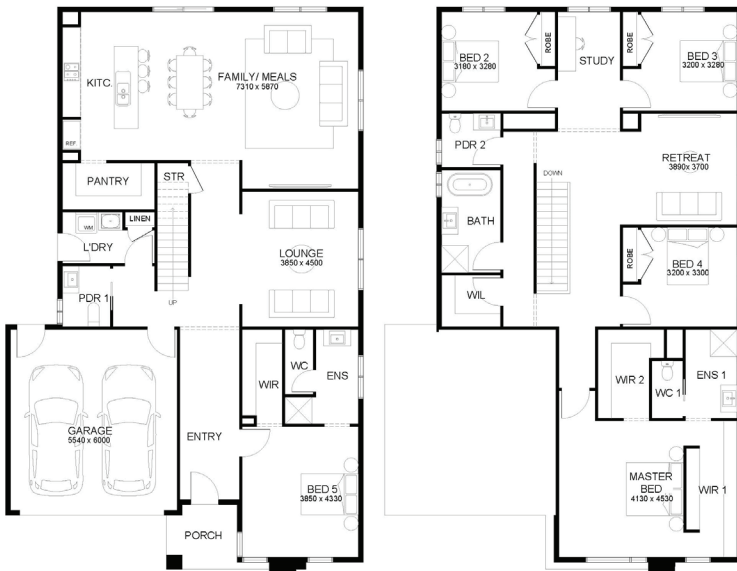 KITC.
FAMILY/ MEALS
7310 x 5870
REF
PANTRY
STR
LINEN
WM
L'DRY
LOUNGE
3850 x 4500
PDR 1
UP
WC
ENS
WIR
GARAGE
5540 x 6000
ENTRY
BED 5
3850 x 4330
PORCH
BED 2
3180 x 3280
ROBE
STUDY
ROBE
BED 3
3200 x 3280
PDR 2
RETREAT
3890x 3700
DOWN
BATH
ROBE
BED 4
3200 x 3300
WIL
WIR 2
WC 1
ENS 1
MASTER
BED
4130 x 4530
WIR 1